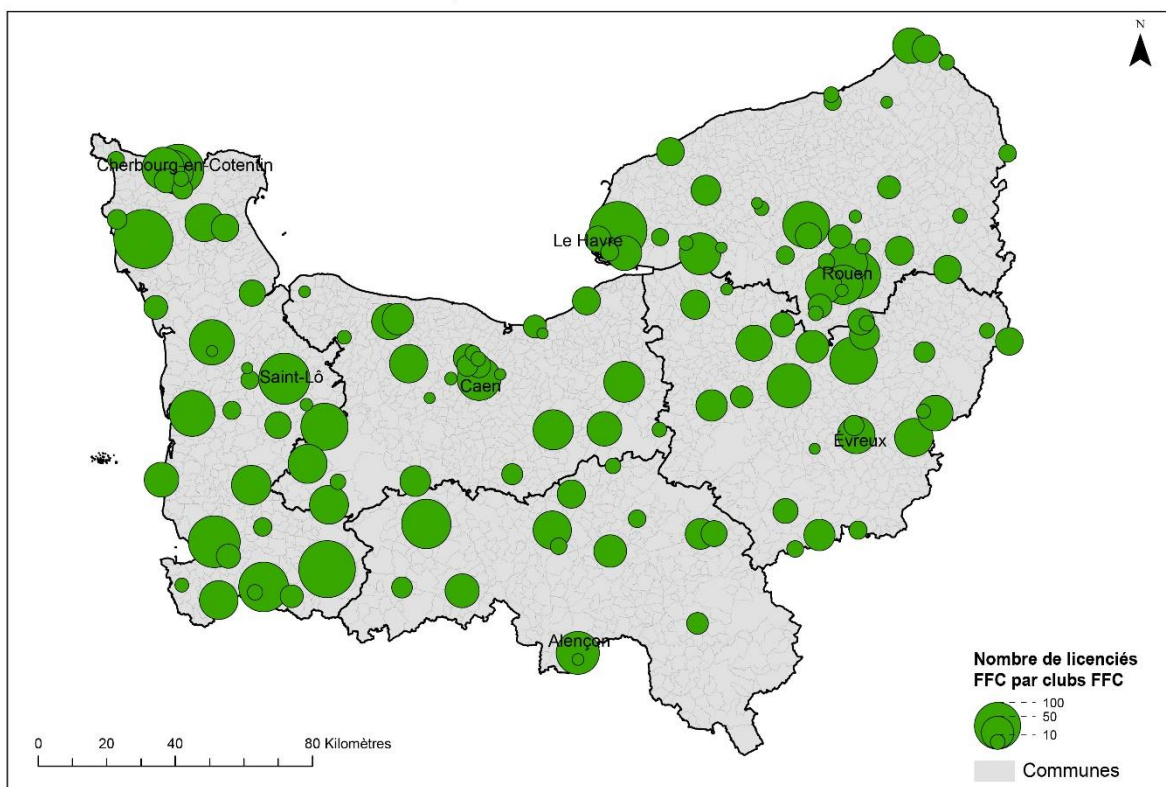 N
Cherbourg-en-Cotentin
Le Havre
Rouen
Saint-Lô
Caen
Évreux
Alençon
Nombre de licenciés
FFC par clubs FFC
100
50
10
Communes
0 20 40 80 Kilomètres